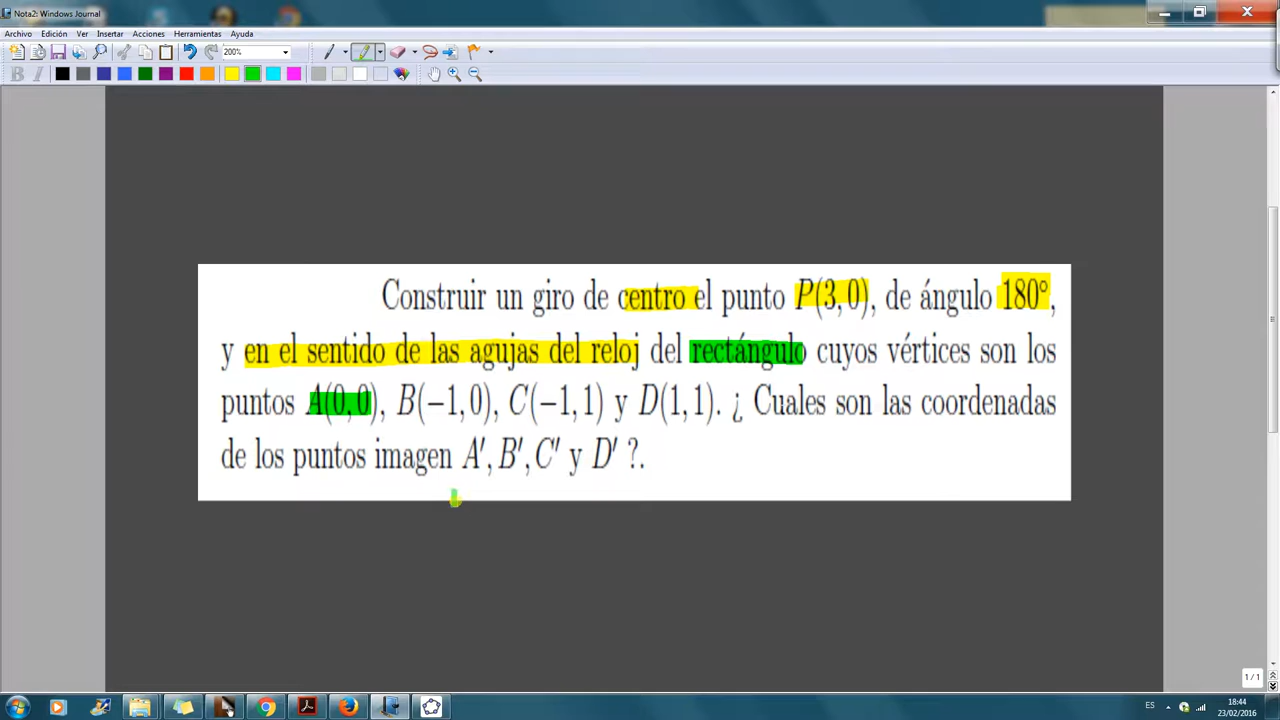 Nota2: Windows Journal
Archivo Edición Ver Insertar Acciones Herramientas Ayuda
200%
B I
Construir un giro de centro el punto P(3, 0), de ángulo 180°,
y en el sentido de las agujas del reloj del rectángulo cuyos vértices son los
puntos A(0, 0), B(−1, 0), C(−1, 1) y D(1, 1). ¿ Cuales son las coordenadas
de los puntos imagen A′, B′, C′ y D′ ?.
1 / 1
ES 18:44
23/02/2016